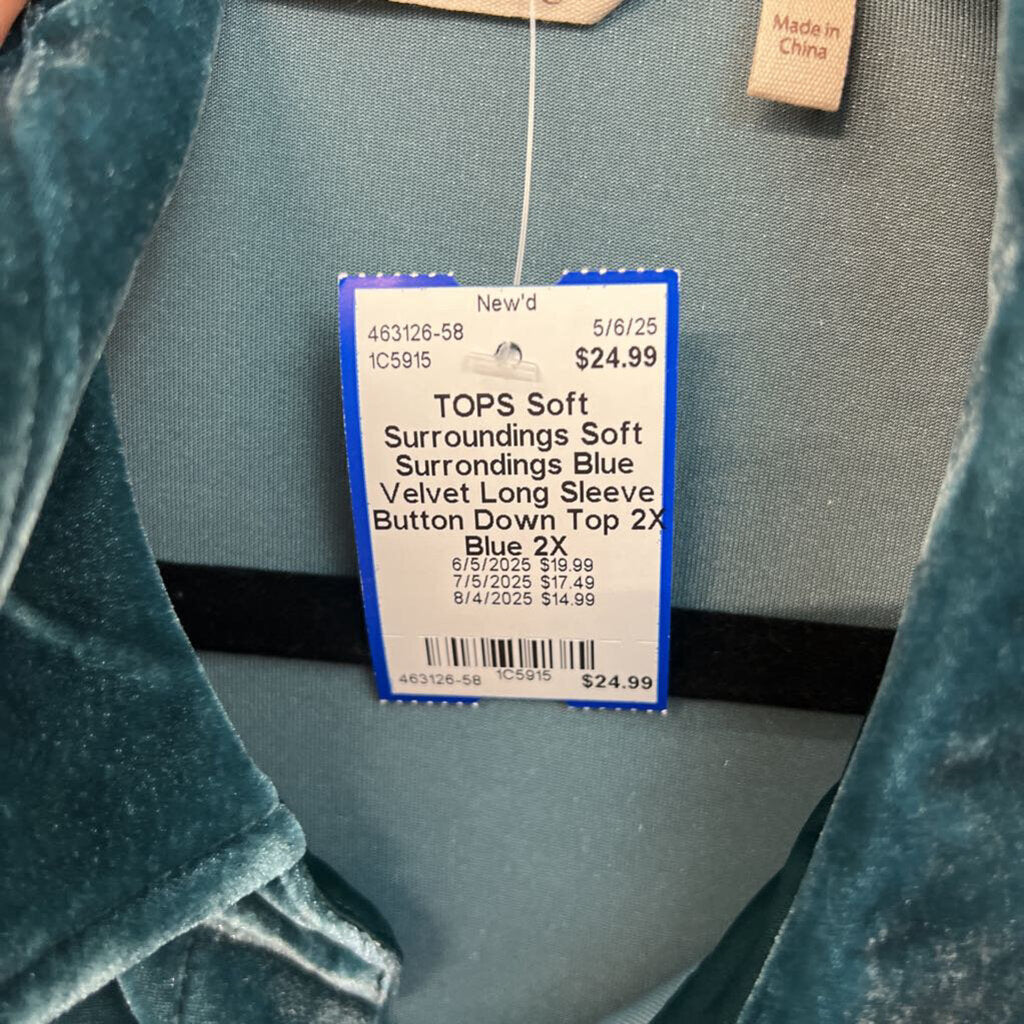 Made in
China
New'd
463126-58 5/6/25
1C5915 $24.99
TOPS Soft
Surroundings Soft
Surrondings Blue
Velvet Long Sleeve
Button Down Top 2X
Blue 2X
6/5/2025 $19.99
7/5/2025 $17.49
8/4/2025 $14.99
463126-58 1C5915 $24.99